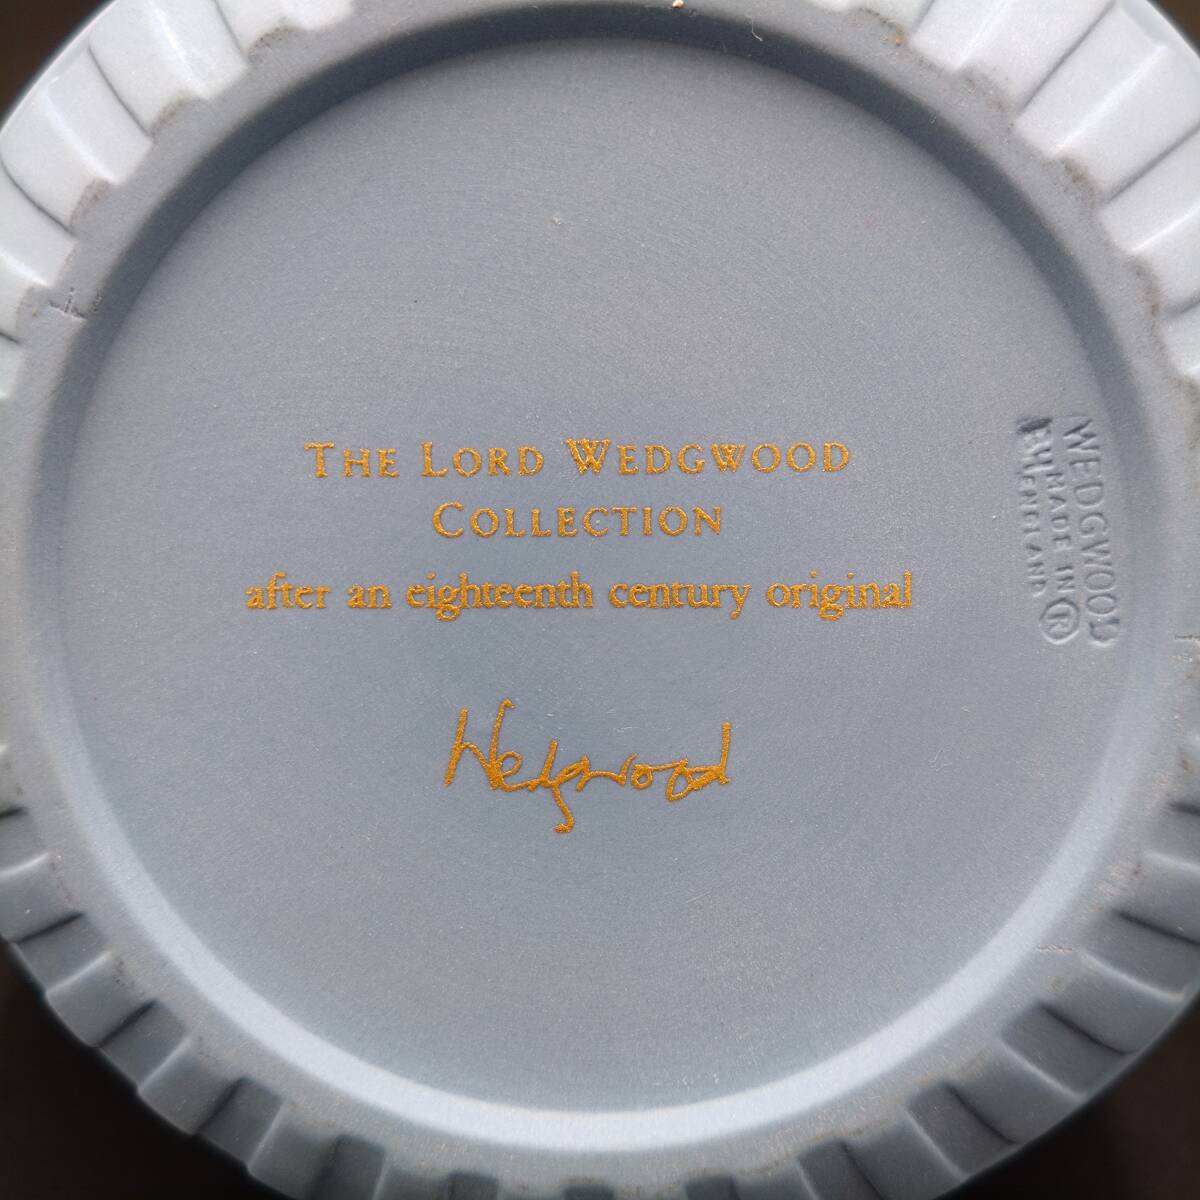 THE LORD WEDGWOOD
COLLECTION
after an eighteenth century original
Wedgwood
WEDGWOOD
MADE IN
ENGLAND
®